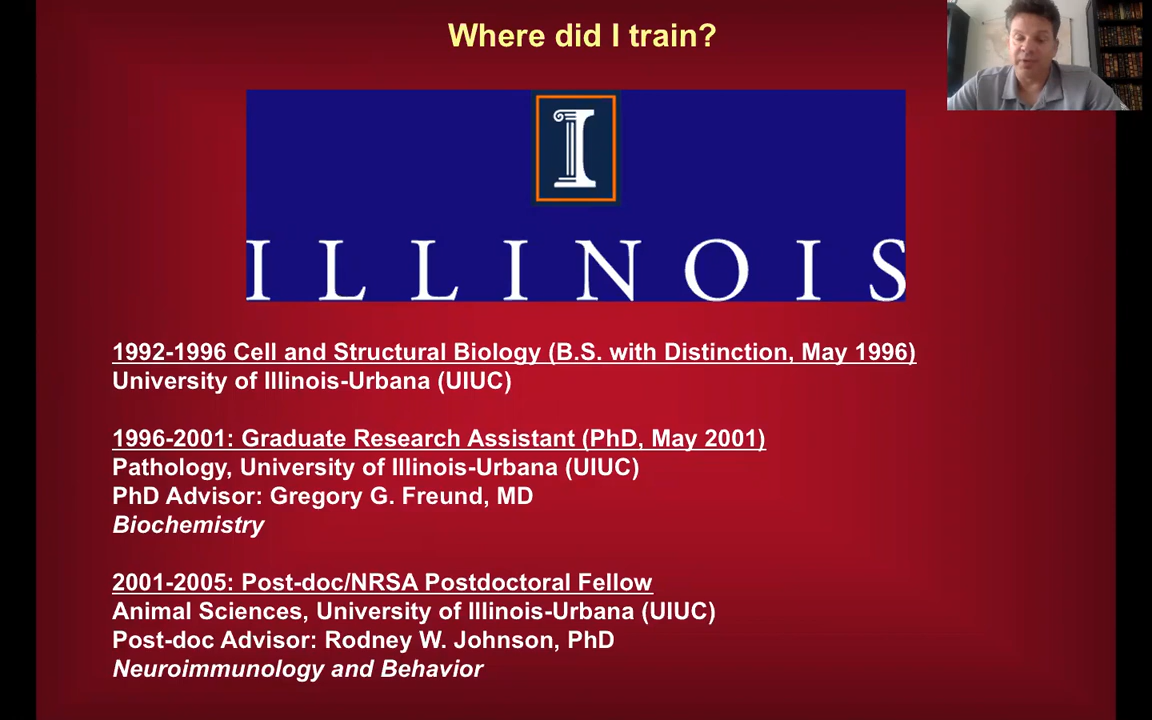 Where did I train?
I
ILLINOIS
1992-1996 Cell and Structural Biology (B.S. with Distinction, May 1996)
University of Illinois-Urbana (UIUC)
1996-2001: Graduate Research Assistant (PhD, May 2001)
Pathology, University of Illinois-Urbana (UIUC)
PhD Advisor: Gregory G. Freund, MD
Biochemistry
2001-2005: Post-doc/NRSA Postdoctoral Fellow
Animal Sciences, University of Illinois-Urbana (UIUC)
Post-doc Advisor: Rodney W. Johnson, PhD
Neuroimmunology and Behavior